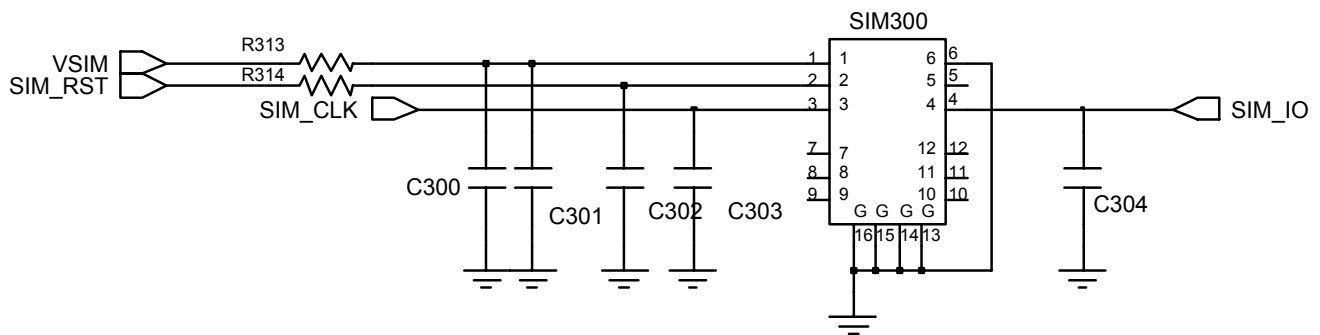 SIM300
VSIM
R313
1 1 6 6
SIM_RST
R314
2 2 5 5
SIM_CLK
3 3 4 4
SIM_IO
7 7 12 12
8 8 11 11
9 9 10 10
C300
C301
C302
C303
C304
G G G G
16 15 14 13